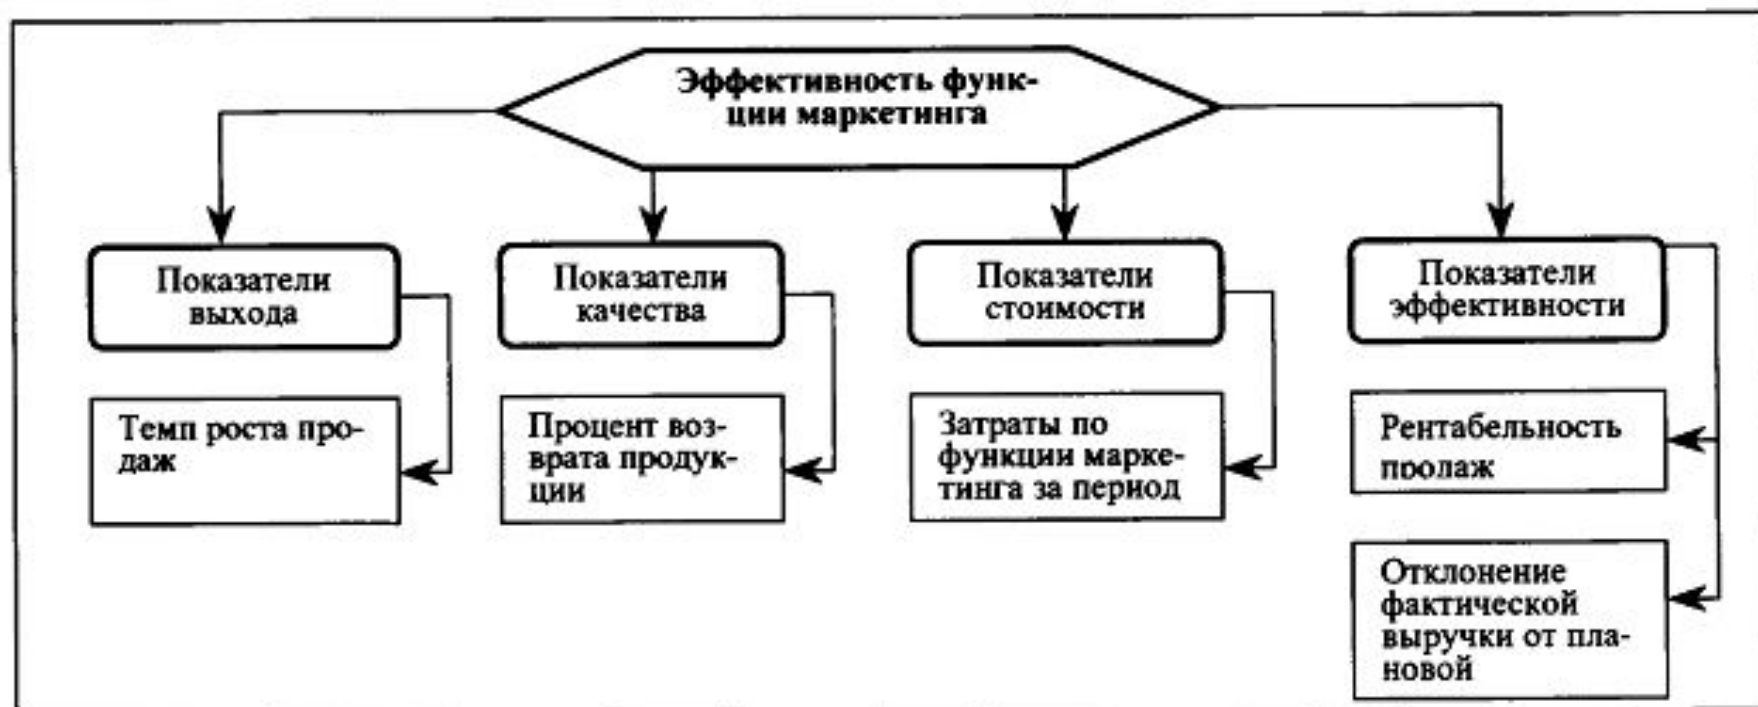 Эффективность функ-
ции маркетинга
Показатели
выхода
Показатели
качества
Показатели
стоимости
Показатели
эффективности
Темп роста про-
даж
Процент воз-
врата продук-
ции
Затраты по
функции марке-
тинга за период
Рентабельность
продаж
Отклонение
фактической
выручки от пла-
новой